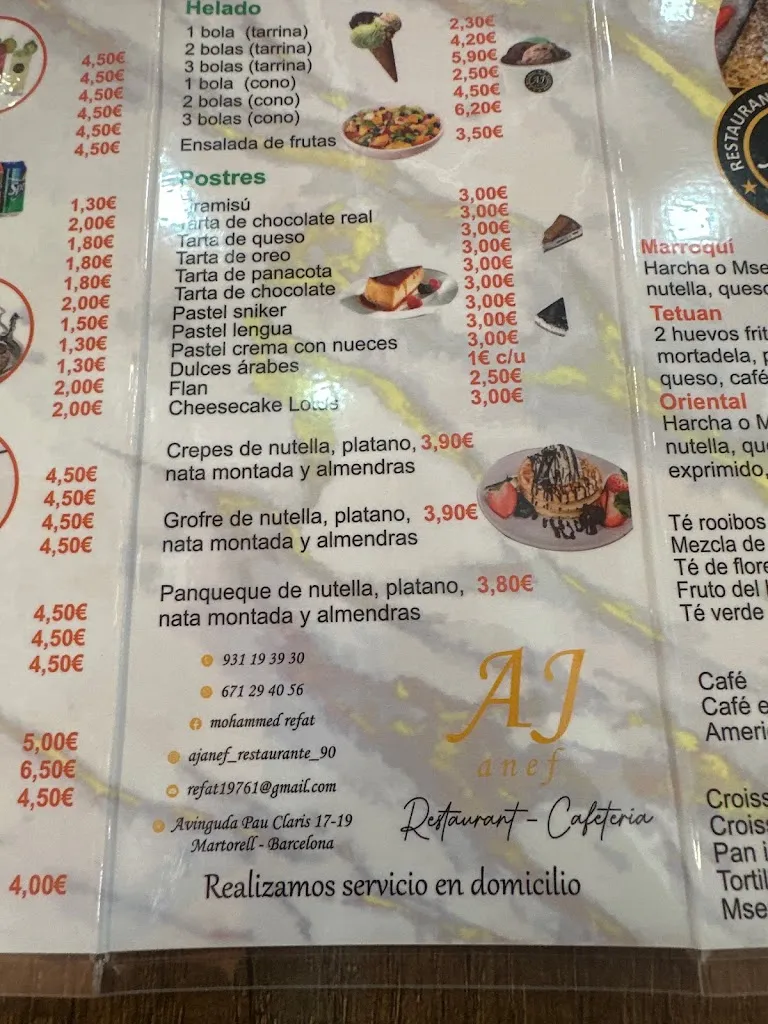 4,50€
4,50€
4,50€
4,50€
4,50€
4,50€
1,30€
2,00€
1,80€
1,80€
1,80€
2,00€
1,50€
1,30€
1,30€
2,00€
2,00€
4,50€
4,50€
4,50€
4,50€
4,50€
4,50€
4,50€
5,00€
6,50€
4,50€
4,00€
Helado
1 bola (tarrina) 2,30€
2 bolas (tarrina) 4,20€
3 bolas (tarrina) 5,90€
1 bola (cono) 2,50€
2 bolas (cono) 4,50€
3 bolas (cono) 6,20€
Ensalada de frutas 3,50€
Postres
Tiramisú 3,00€
Tarta de chocolate real 3,00€
Tarta de queso 3,00€
Tarta de oreo 3,00€
Tarta de panacota 3,00€
Tarta de chocolate 3,00€
Pastel sniker 3,00€
Pastel lengua 3,00€
Pastel crema con nueces 3,00€
Dulces árabes 1€ c/u
Flan 2,50€
Cheesecake Lotus 3,00€
Crepes de nutella, platano, 3,90€
nata montada y almendras
Grofre de nutella, platano, 3,90€
nata montada y almendras
Panqueque de nutella, platano, 3,80€
nata montada y almendras
931 19 39 30
671 29 40 56
mohammed refat
ajanef_restaurante_90
refat19761@gmail.com
Avinguda Pau Claris 17-19
Martorell - Barcelona
AJ
anef
Restaurant - Cafeteria
Realizamos servicio en domicilio
RESTAURAN
Marroquí
Harcha o Mse
nutella, queso
Tetuan
2 huevos frit
mortadela, p
queso, café
Oriental
Harcha o M
nutella, que
exprimido,
Té rooibos
Mezcla de
Té de flore
Fruto del
Té verde
Café
Café e
Ameri
Croiss
Croiss
Pan i
Tortil
Mse